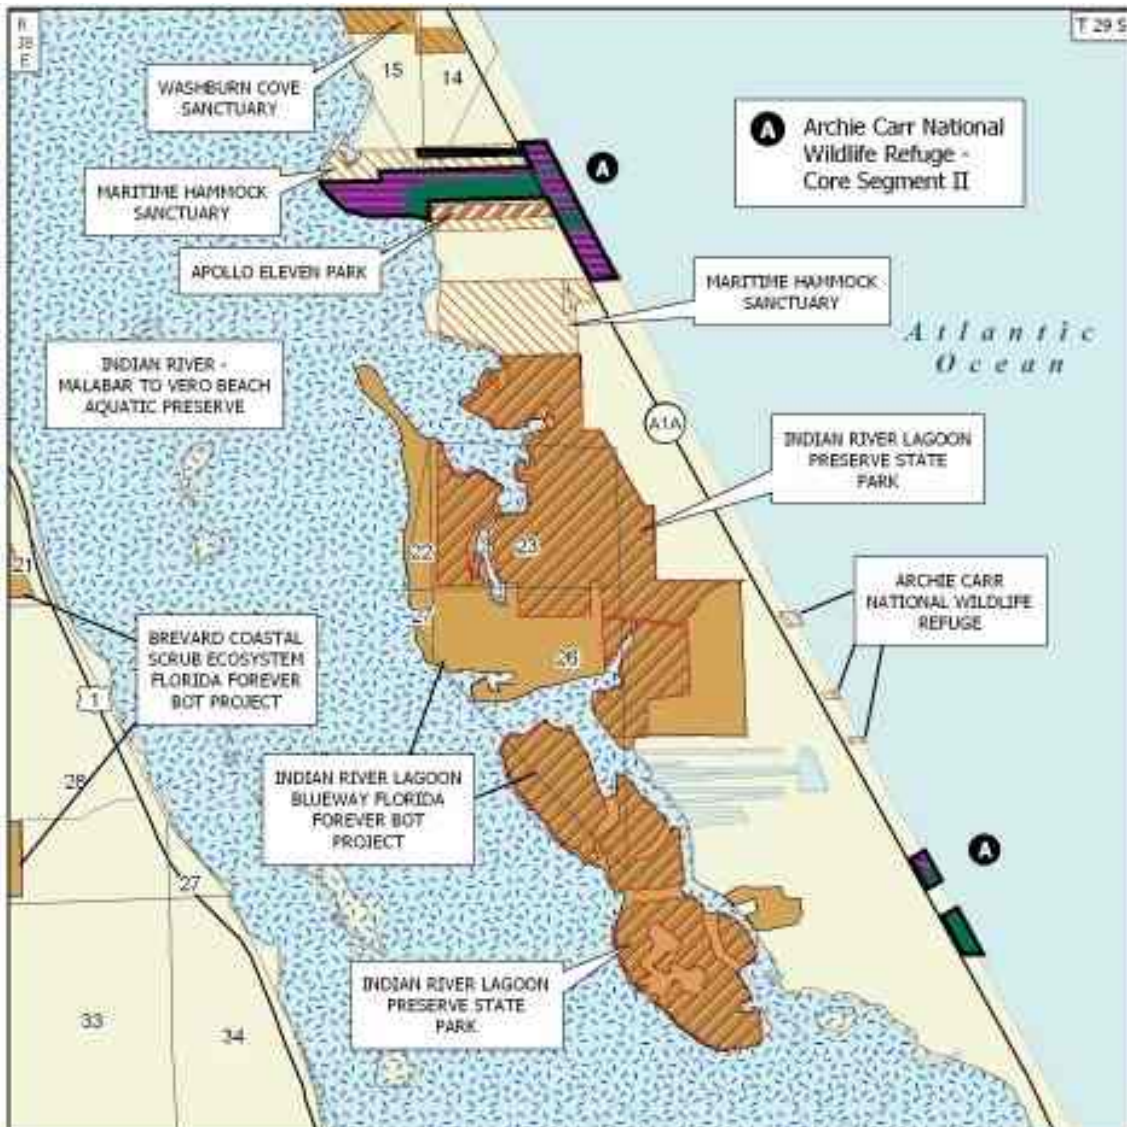 R
38
E
T 29 S
15
14
WASHBURN COVE
SANCTUARY
A
Archie Carr National
Wildlife Refuge -
Core Segment II
A
MARITIME HAMMOCK
SANCTUARY
APOLLO ELEVEN PARK
MARITIME HAMMOCK
SANCTUARY
Atlantic
Ocean
INDIAN RIVER -
MALABAR TO VERO BEACH
AQUATIC PRESERVE
A1A
INDIAN RIVER LAGOON
PRESERVE STATE
PARK
22
23
21
ARCHIE CARR
NATIONAL WILDLIFE
REFUGE
27
26
BREVARD COASTAL
SCRUB ECOSYSTEM
FLORIDA FOREVER
BOT PROJECT
1
28
INDIAN RIVER LAGOON
BLUEWAY FLORIDA
FOREVER BOT
PROJECT
A
27
INDIAN RIVER LAGOON
PRESERVE STATE
PARK
33
34